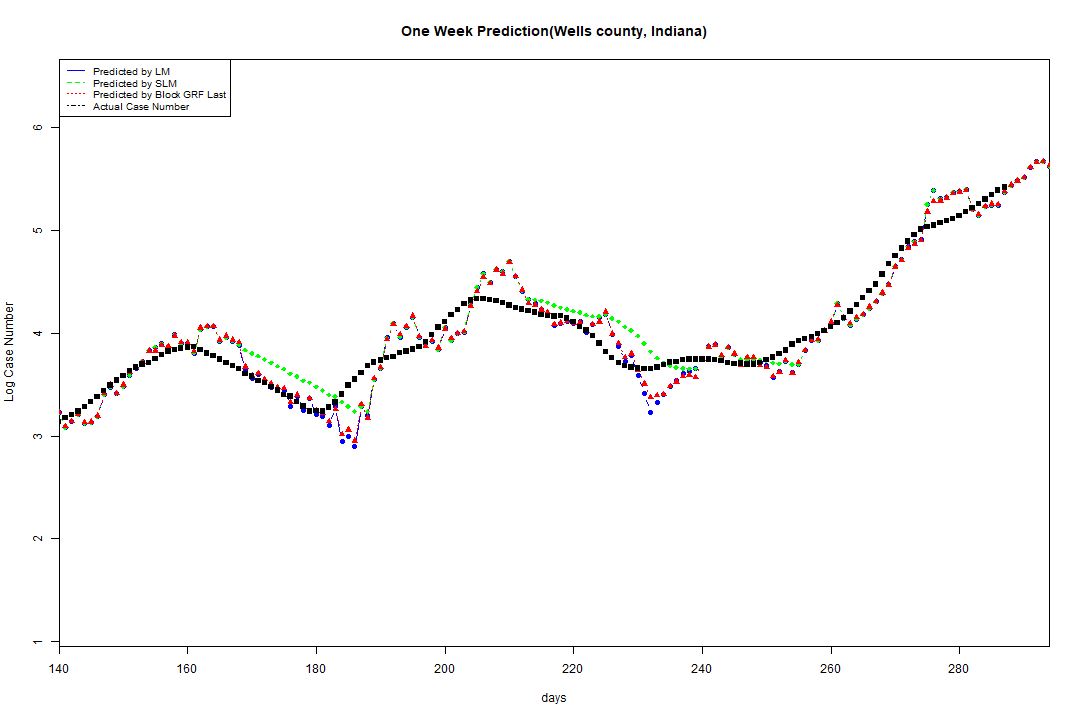 One Week Prediction(Wells county, Indiana)
Predicted by LM
Predicted by SLM
Predicted by Block GRF Last
Actual Case Number
6
5
4
3
2
1
Log Case Number
140 160 180 200 220 240 260 280
days